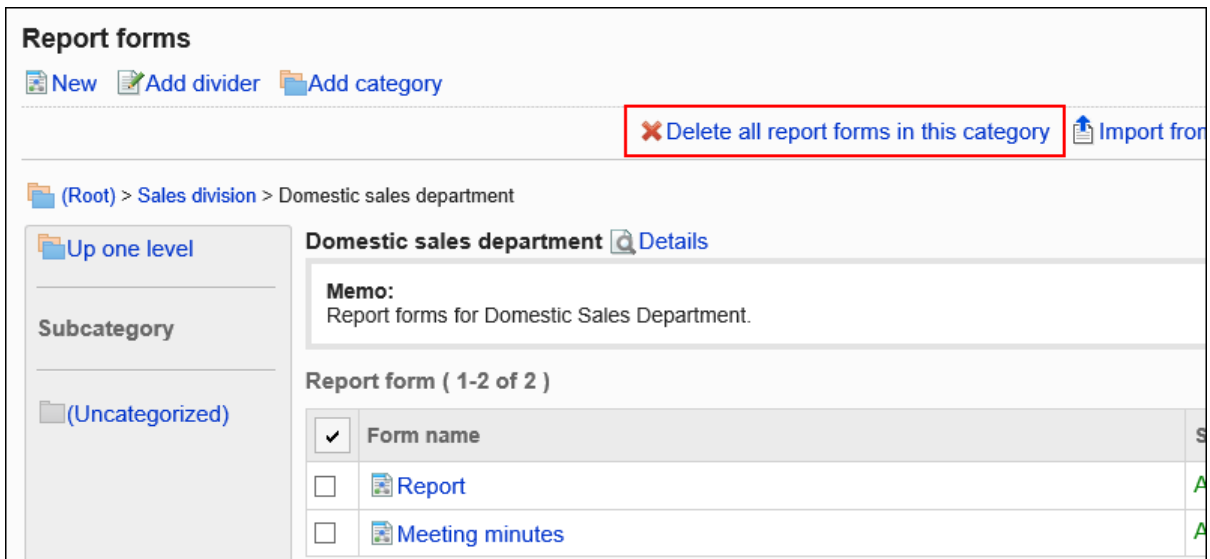 Report forms
New Add divider Add category
Delete all report forms in this category Import from
(Root) > Sales division > Domestic sales department
Up one level
Domestic sales department Details
Memo:
Report forms for Domestic Sales Department.
Subcategory
Report form ( 1-2 of 2 )
(Uncategorized)
Form name
Report
Meeting minutes